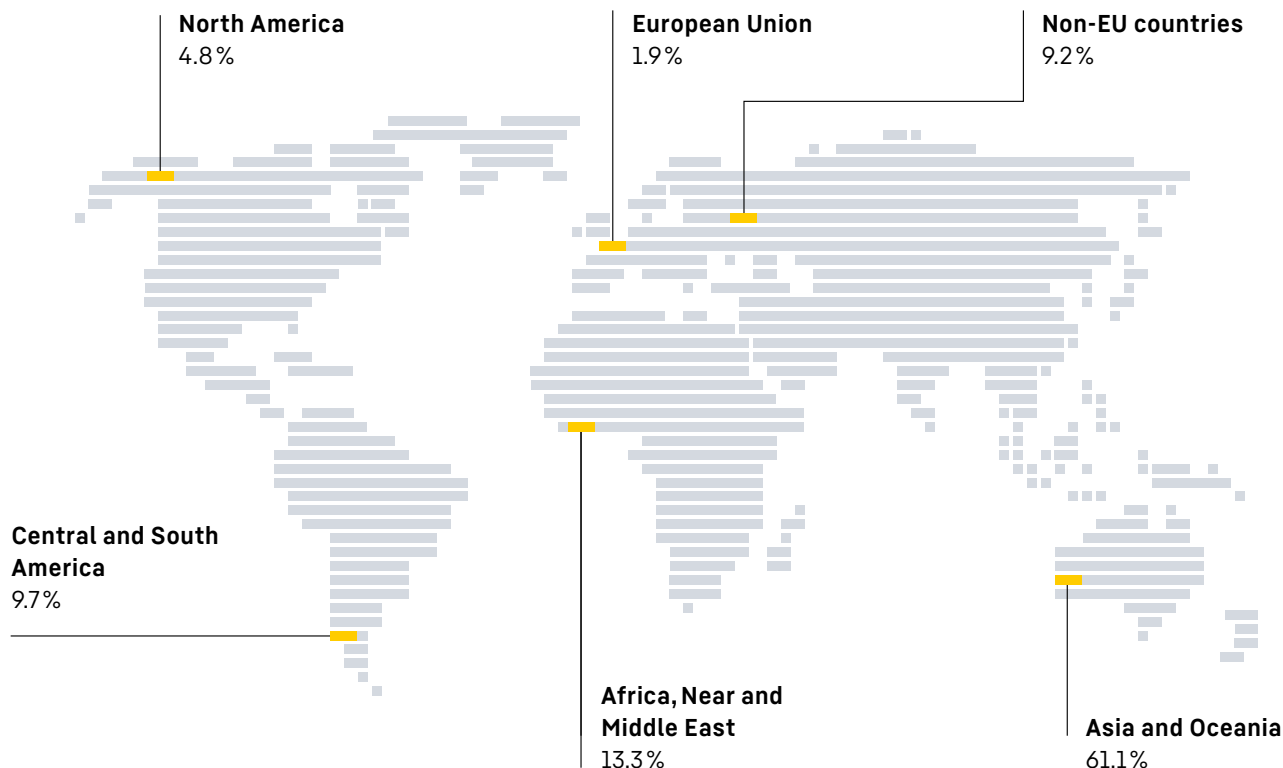 North America
4.8%
European Union
1.9%
Non-EU countries
9.2%
Central and South
America
9.7%
Africa, Near and
Middle East
13.3%
Asia and Oceania
61.1%